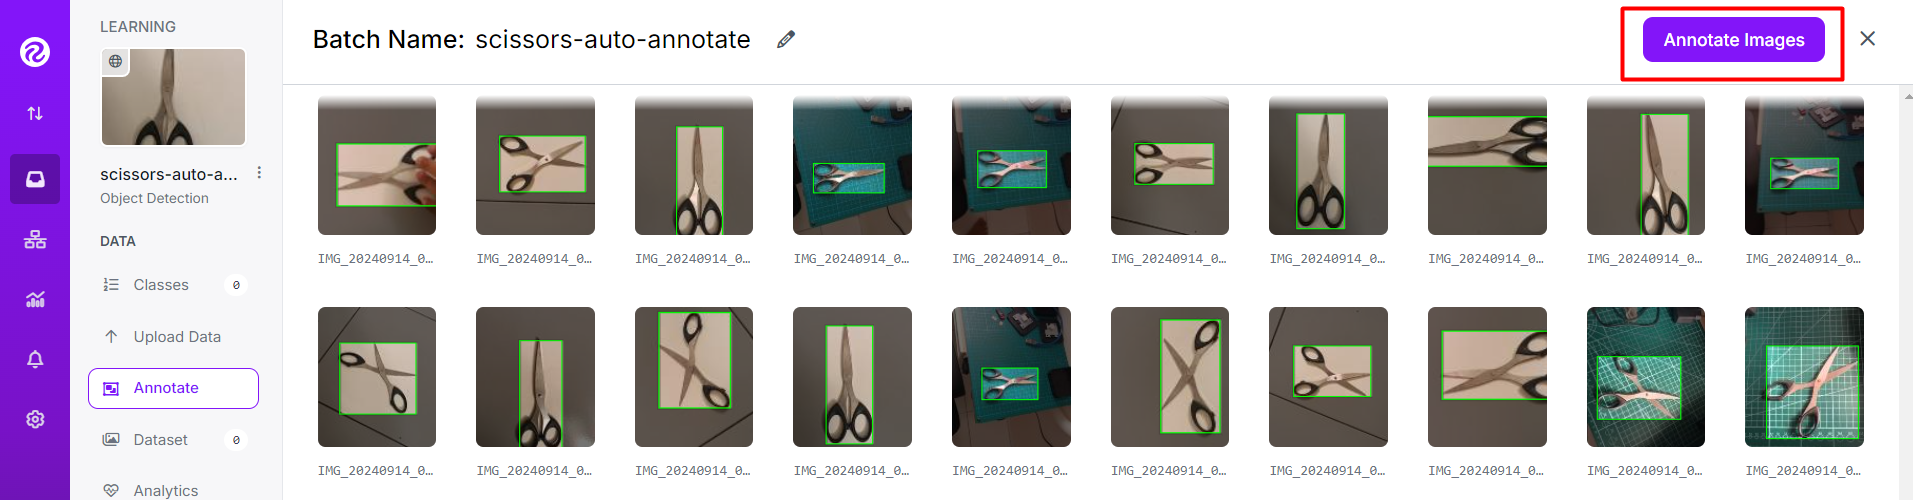 LEARNING
scissors-auto-a...
Object Detection
DATA
Classes 0
Upload Data
Annotate
Dataset 0
Analytics
Batch Name: scissors-auto-annotate
Annotate Images
IMG_20240914_0… IMG_20240914_0… IMG_20240914_0… IMG_20240914_0… IMG_20240914_0… IMG_20240914_0… IMG_20240914_0… IMG_20240914_0… IMG_20240914_0… IMG_20240914_0…
IMG_20240914_0… IMG_20240914_0… IMG_20240914_0… IMG_20240914_0… IMG_20240914_0… IMG_20240914_0… IMG_20240914_0… IMG_20240914_0… IMG_20240914_0… IMG_20240914_0…